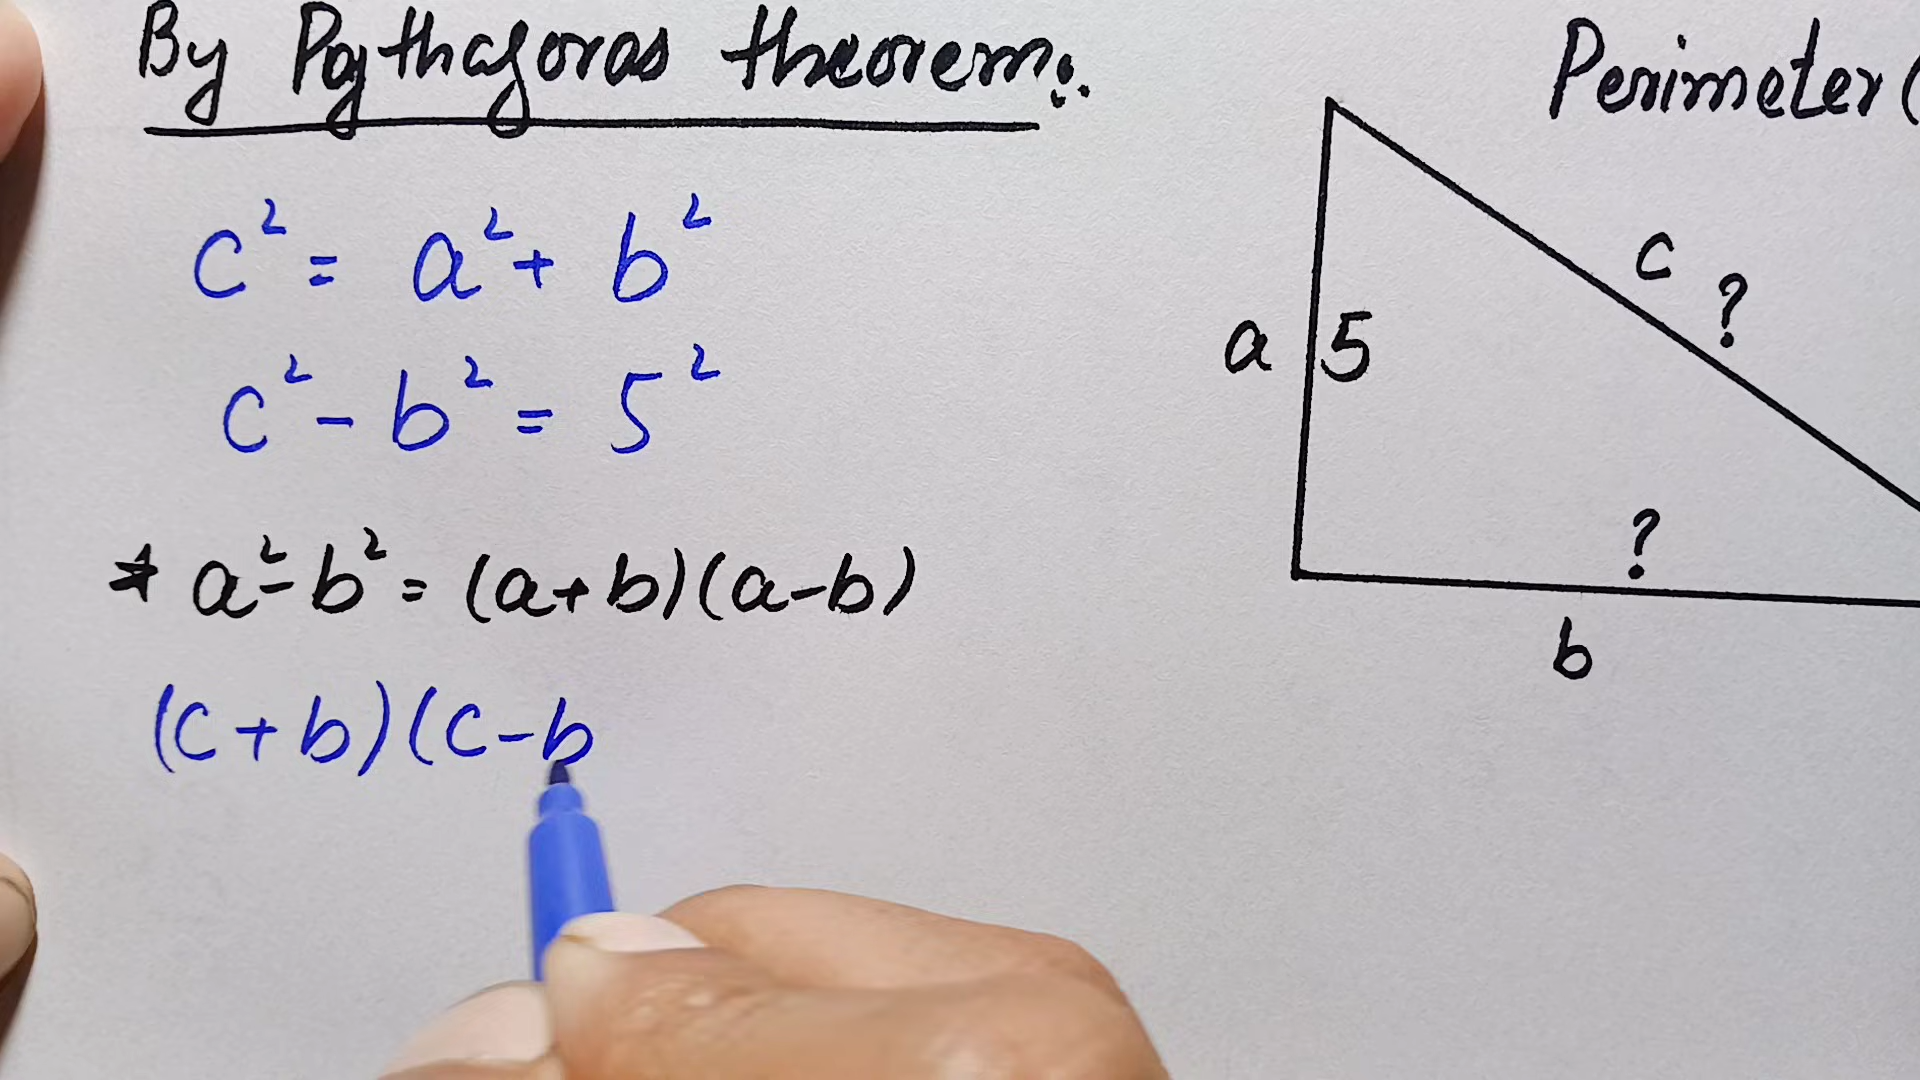 By Pythagoras theorem:.
c² = a² + b²
c² - b² = 5²
* a² - b² = (a+b)(a-b)
(c+b)(c-b
Perimeter (
c
?
a 5
?
b